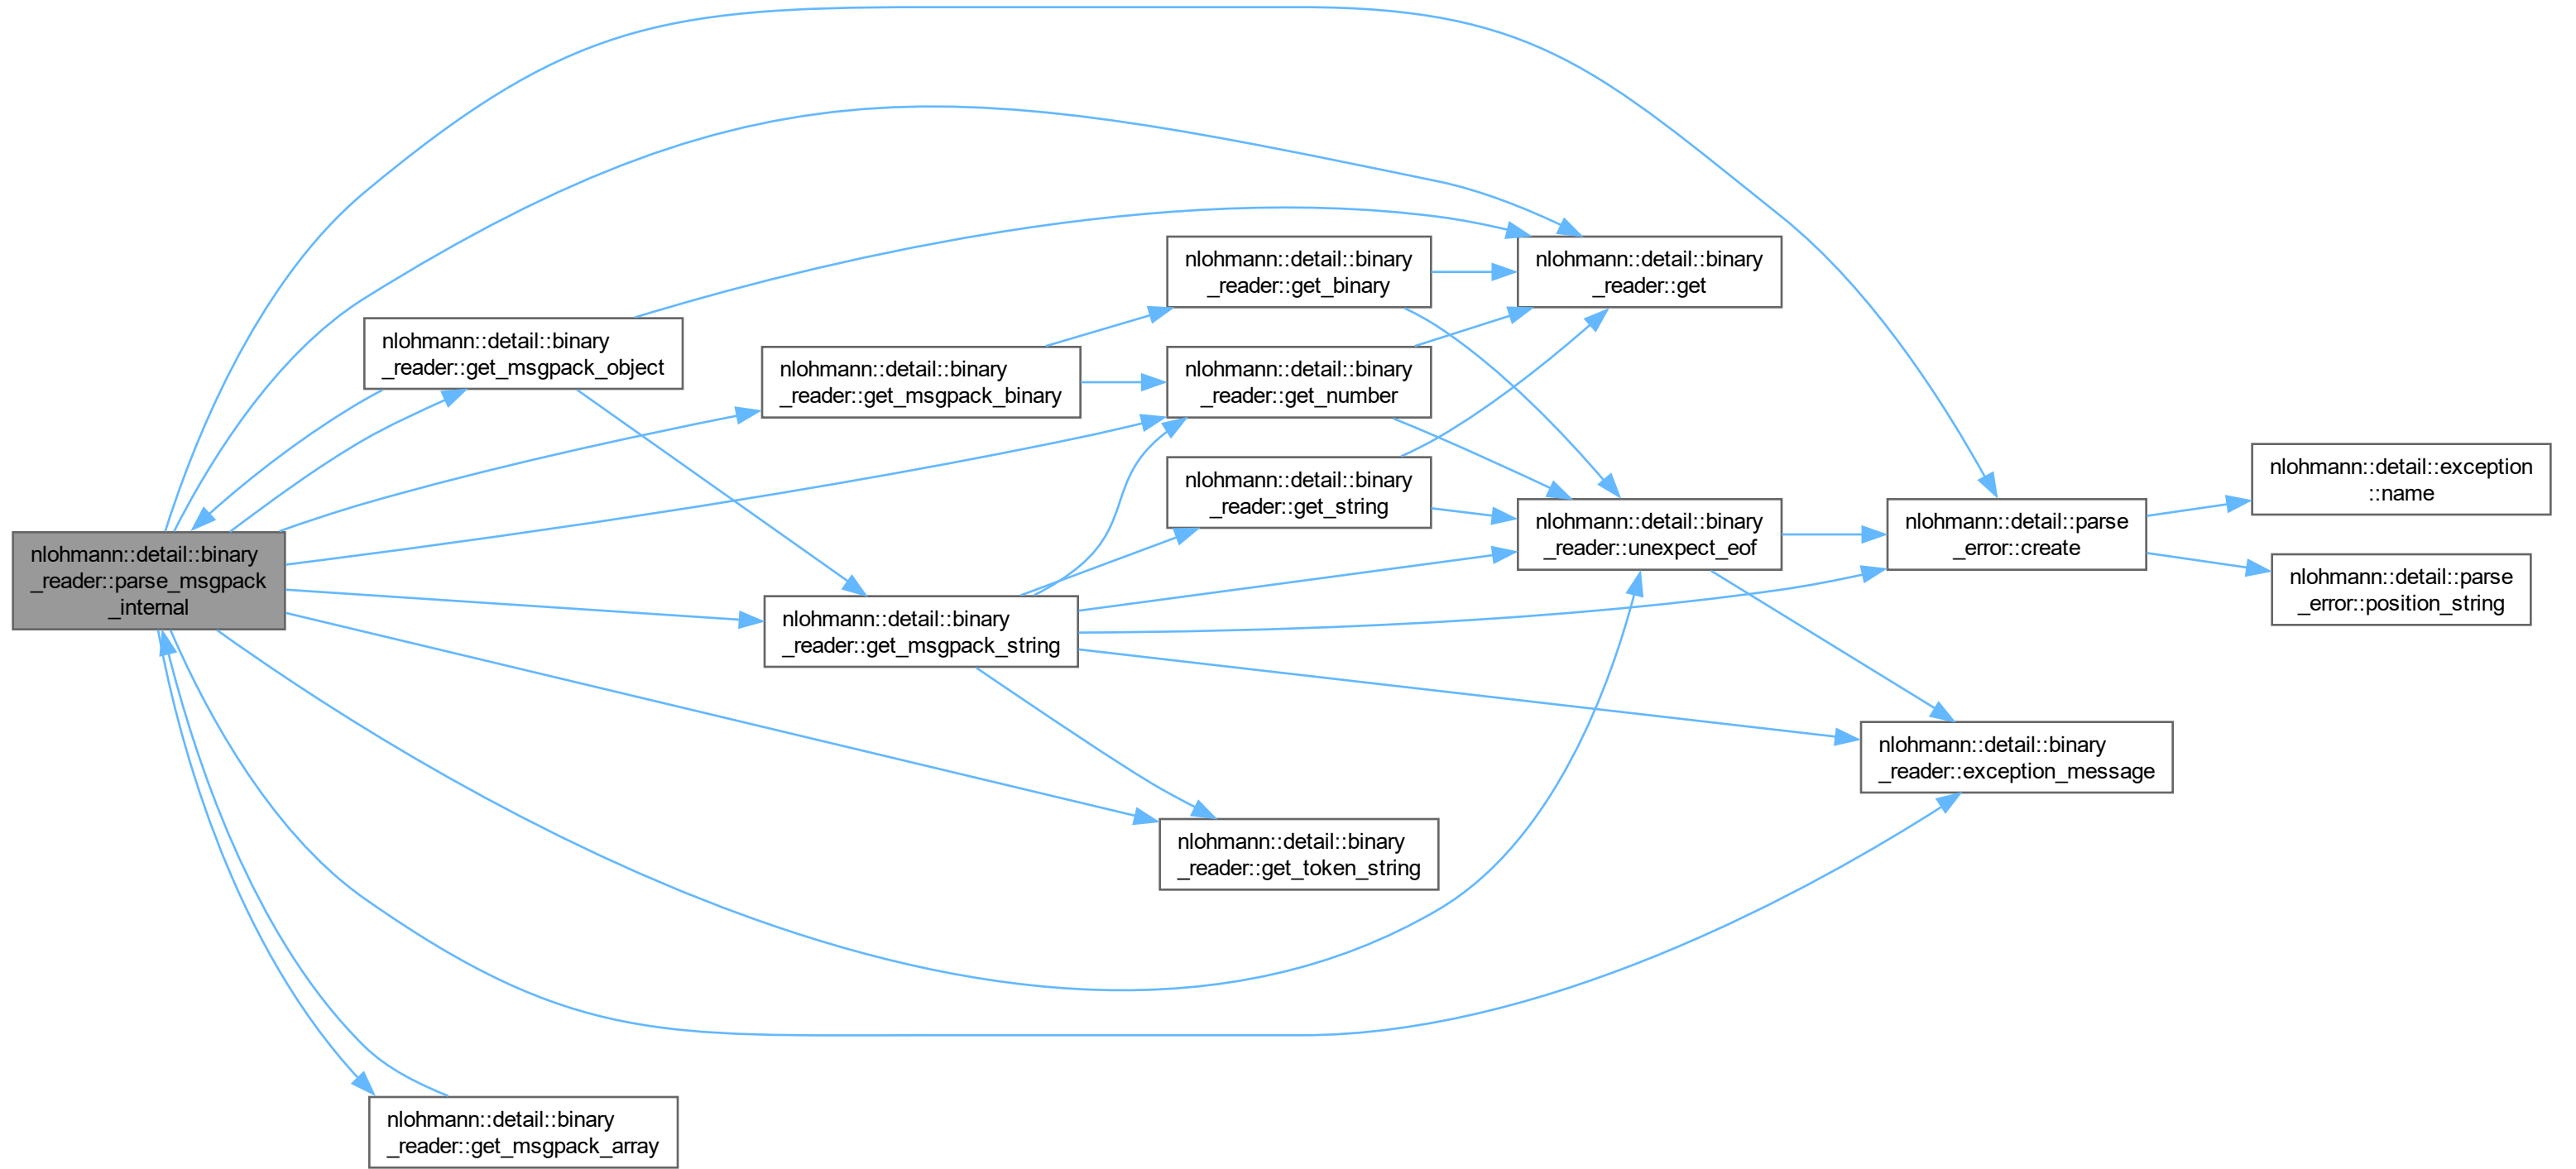 nlohmann::detail::binary
_reader::parse_msgpack
_internal
nlohmann::detail::binary
_reader::get_msgpack_object
nlohmann::detail::binary
_reader::get_msgpack_binary
nlohmann::detail::binary
_reader::get_binary
nlohmann::detail::binary
_reader::get
nlohmann::detail::binary
_reader::get_number
nlohmann::detail::binary
_reader::get_string
nlohmann::detail::binary
_reader::unexpect_eof
nlohmann::detail::parse
_error::create
nlohmann::detail::exception
::name
nlohmann::detail::parse
_error::position_string
nlohmann::detail::binary
_reader::get_msgpack_string
nlohmann::detail::binary
_reader::exception_message
nlohmann::detail::binary
_reader::get_token_string
nlohmann::detail::binary
_reader::get_msgpack_array